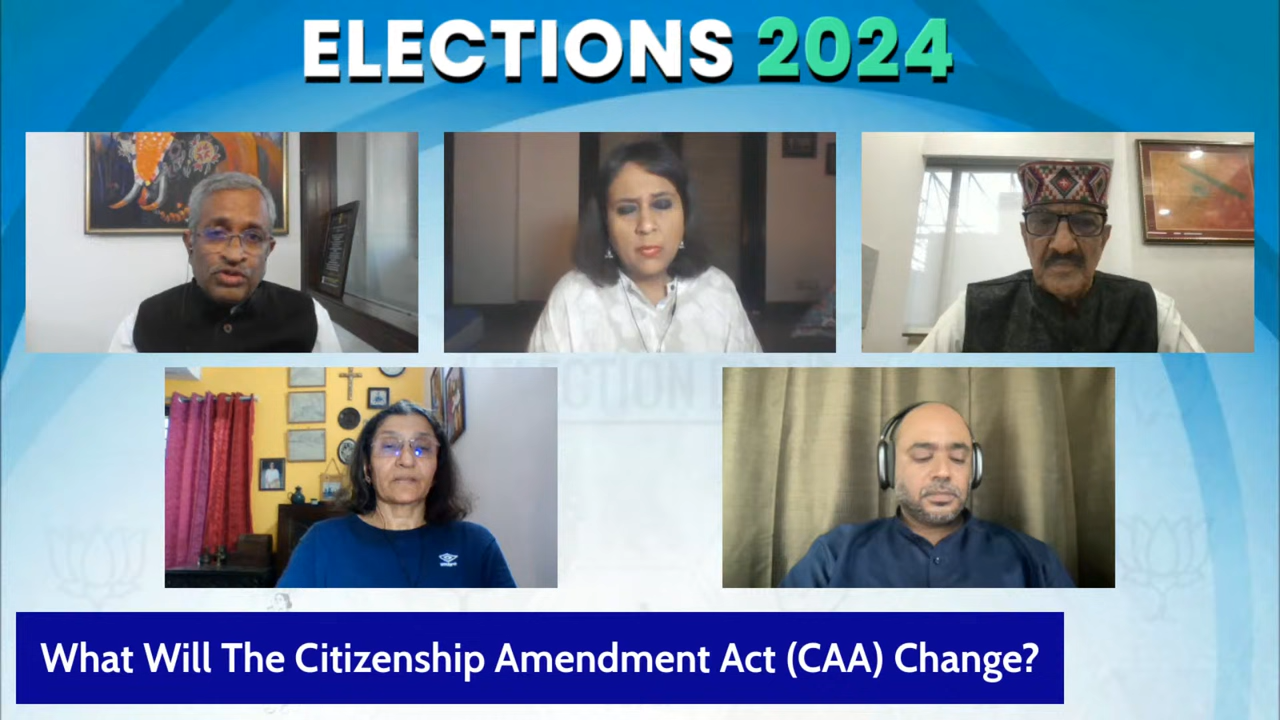 ELECTIONS 2024
What Will The Citizenship Amendment Act (CAA) Change?